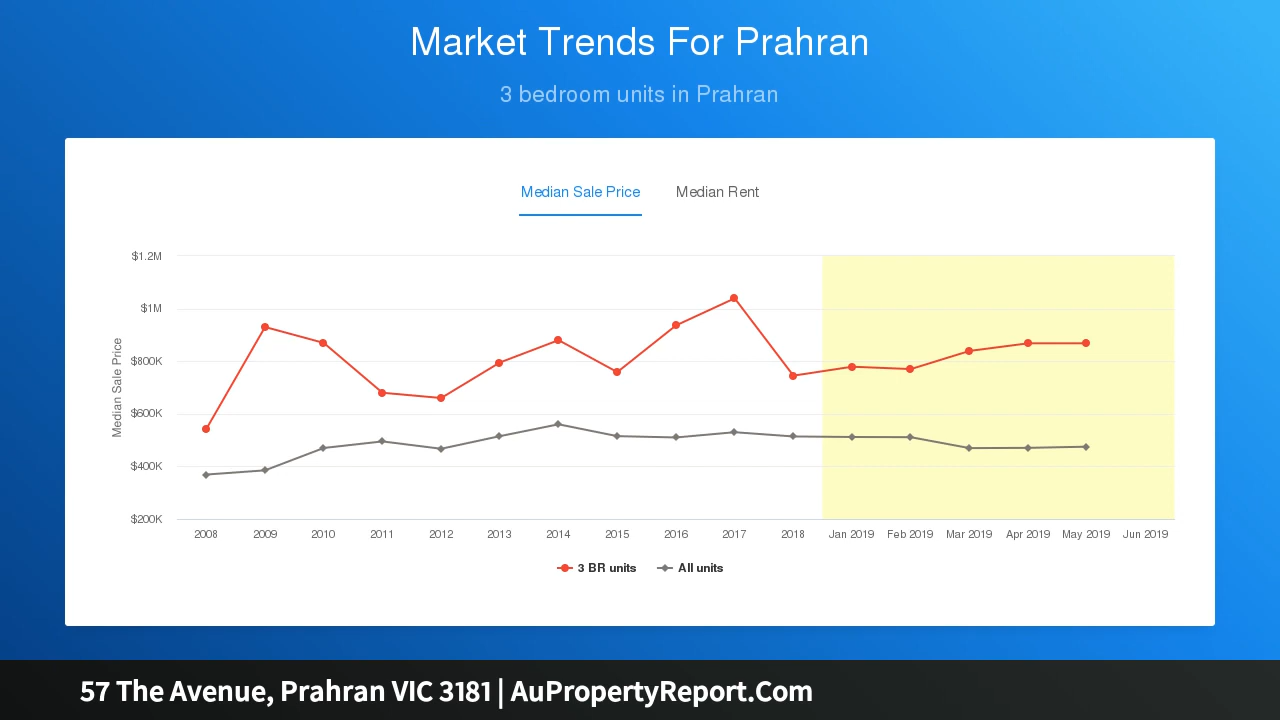 Market Trends For Prahran
3 bedroom units in Prahran
Median Sale Price Median Rent
Median Sale Price
$1.2M
$1M
$800K
$600K
$400K
$200K
2008 2009 2010 2011 2012 2013 2014 2015 2016 2017 2018 Jan 2019 Feb 2019 Mar 2019 Apr 2019 May 2019 Jun 2019
3 BR units All units
57 The Avenue, Prahran VIC 3181 | AuPropertyReport.Com